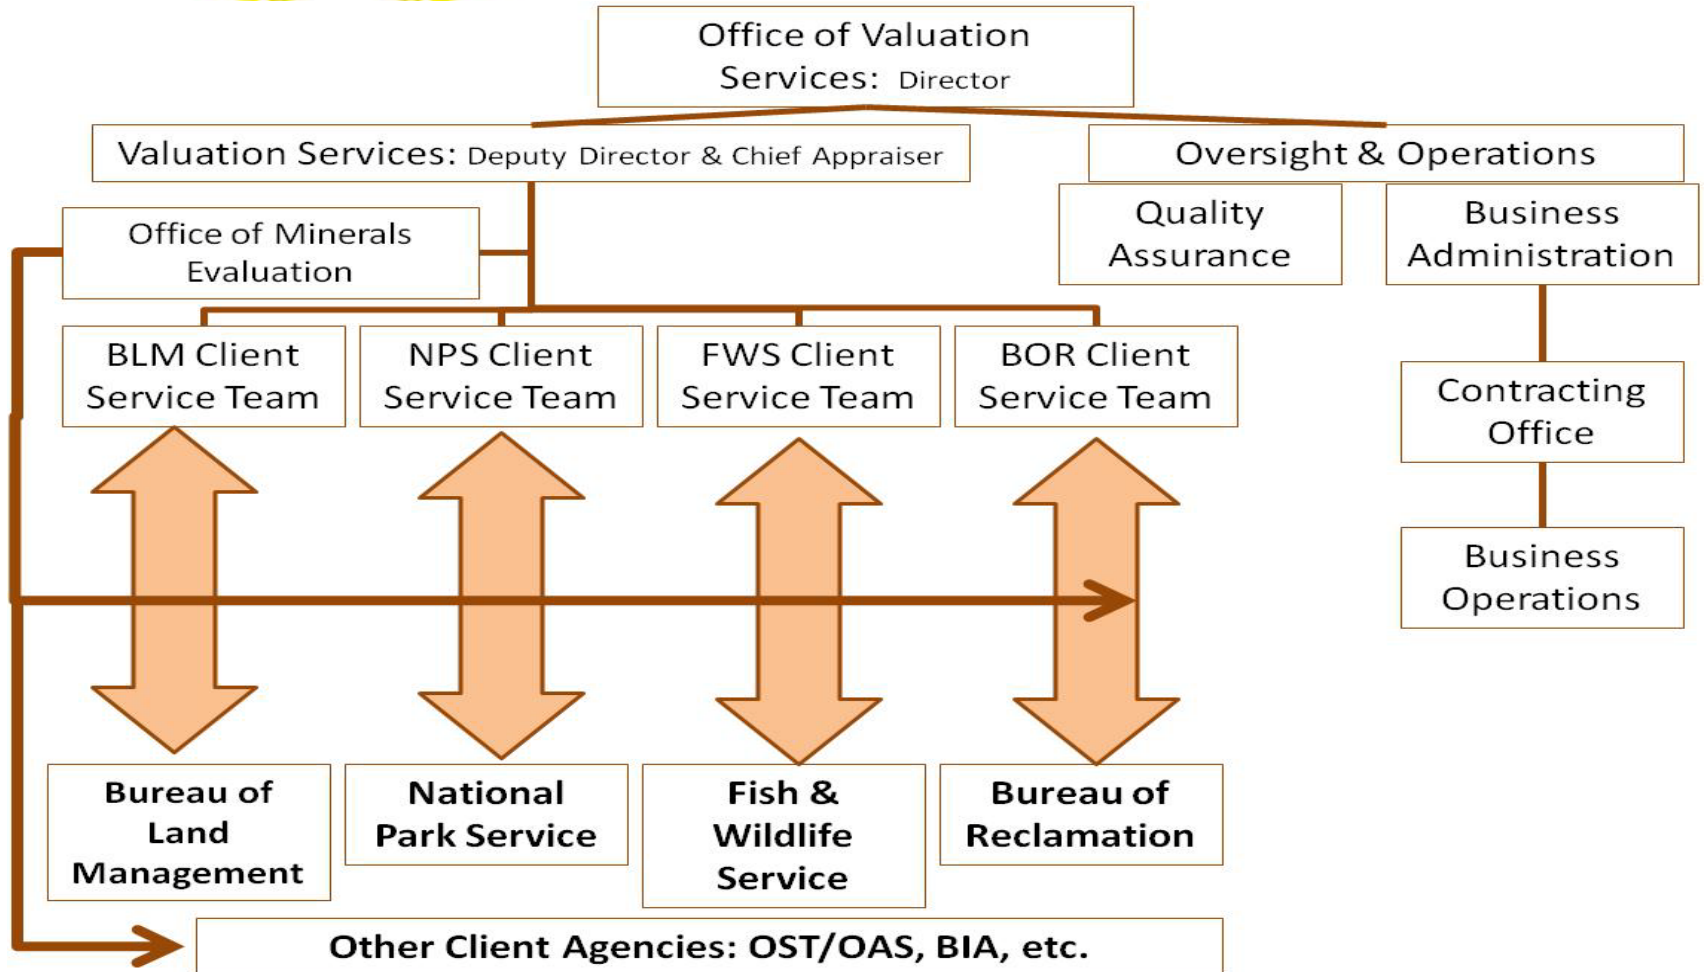 Office of Valuation
Services: Director
Valuation Services: Deputy Director & Chief Appraiser
Oversight & Operations
Quality
Assurance
Business
Administration
Office of Minerals
Evaluation
BLM Client
Service Team
NPS Client
Service Team
FWS Client
Service Team
BOR Client
Service Team
Contracting
Office
Business
Operations
Bureau of
Land
Management
National
Park Service
Fish &
Wildlife
Service
Bureau of
Reclamation
Other Client Agencies: OST/OAS, BIA, etc.